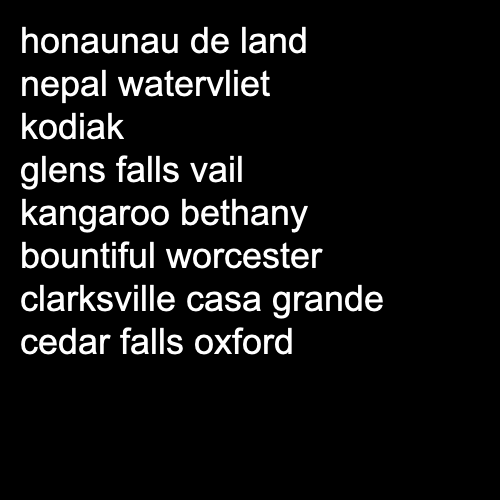 honaunau de land
nepal watervliet
kodiak
glens falls vail
kangaroo bethany
bountiful worcester
clarksville casa grande
cedar falls oxford